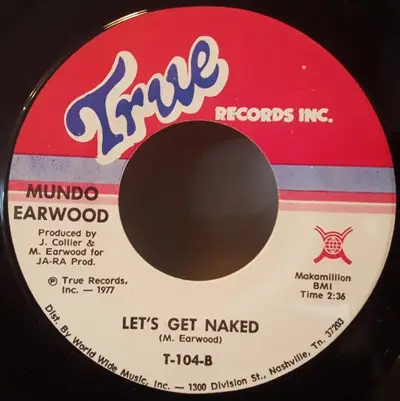 True
RECORDS INC.
MUNDO
EARWOOD
Produced by
J. Collier &
M. Earwood for
JA-RA Prod.
Ⓟ True Records,
Inc. — 1977
Makamillion
BMI
Time 2:36
LET'S GET NAKED
(M. Earwood)
T-104-B
Dist. By World Wide Music, Inc. - 1300 Division St., Nashville, Tn. 37203